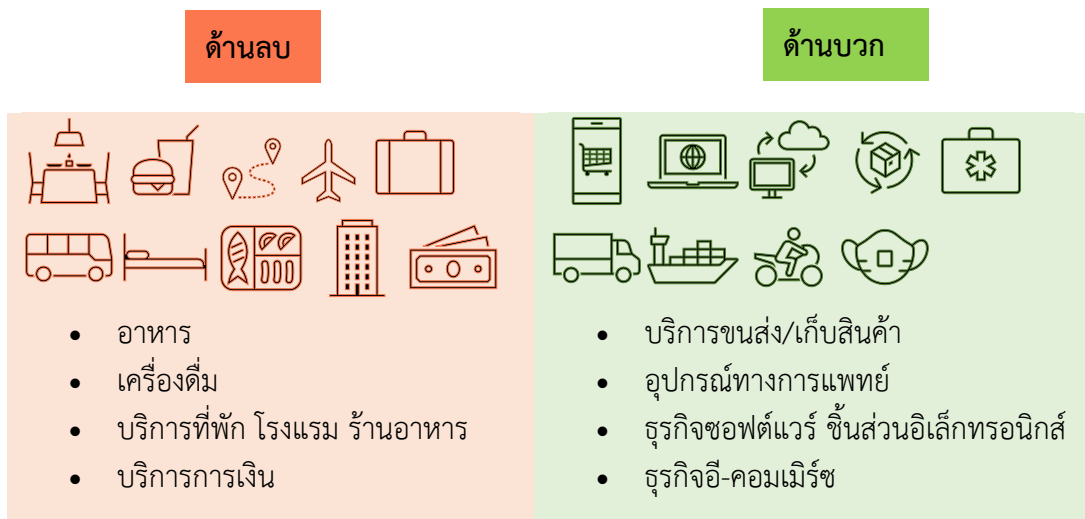 ด้านลบ
ด้านบวก
• อาหาร
• เครื่องดื่ม
• บริการที่พัก โรงแรม ร้านอาหาร
• บริการการเงิน
• บริการขนส่ง/เก็บสินค้า
• อุปกรณ์ทางการแพทย์
• ธุรกิจซอฟต์แวร์ ชิ้นส่วนอิเล็กทรอนิกส์
• ธุรกิจอี-คอมเมิร์ซ